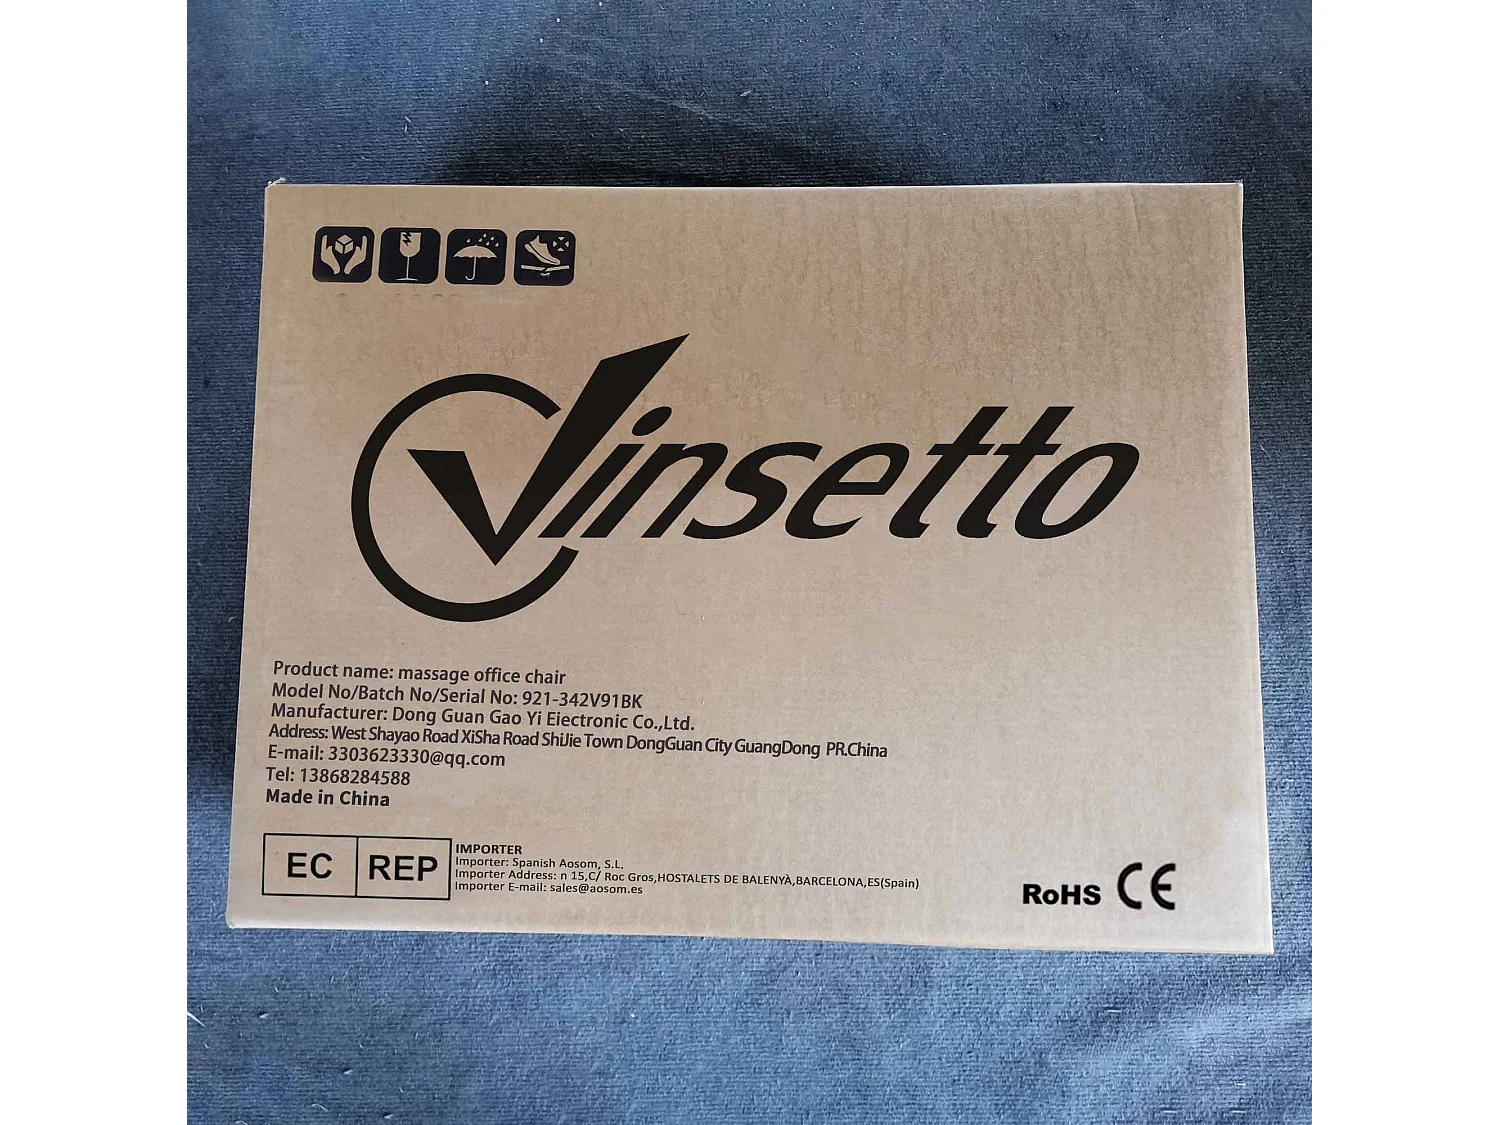 Vinsetto
Product name: massage office chair
Model No/Batch No/Serial No: 921-342V91BK
Manufacturer: Dong Guan Gao Yi Eiectronic Co.,Ltd.
Address: West Shayao Road XiSha Road ShiJie Town DongGuan City GuangDong PR.China
E-mail: 3303623330@qq.com
Tel: 13868284588
Made in China
EC REP
IMPORTER
Importer: Spanish Aosom, S.L.
Importer Address: n 15,C/ Roc Gros,HOSTALETS DE BALENYÀ,BARCELONA,ES(Spain)
Importer E-mail: sales@aosom.es
RoHS CE